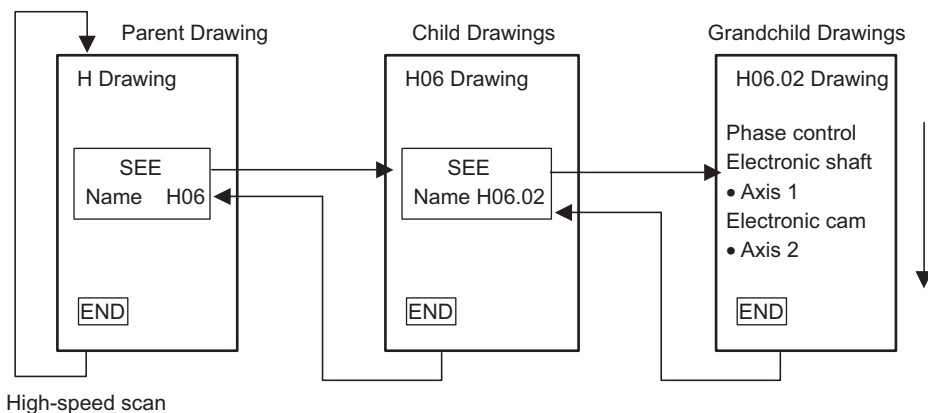 Parent Drawing
H Drawing
SEE
Name H06
END
High-speed scan
Child Drawings
H06 Drawing
SEE
Name H06.02
END
Grandchild Drawings
H06.02 Drawing
Phase control
Electronic shaft
• Axis 1
Electronic cam
• Axis 2
END